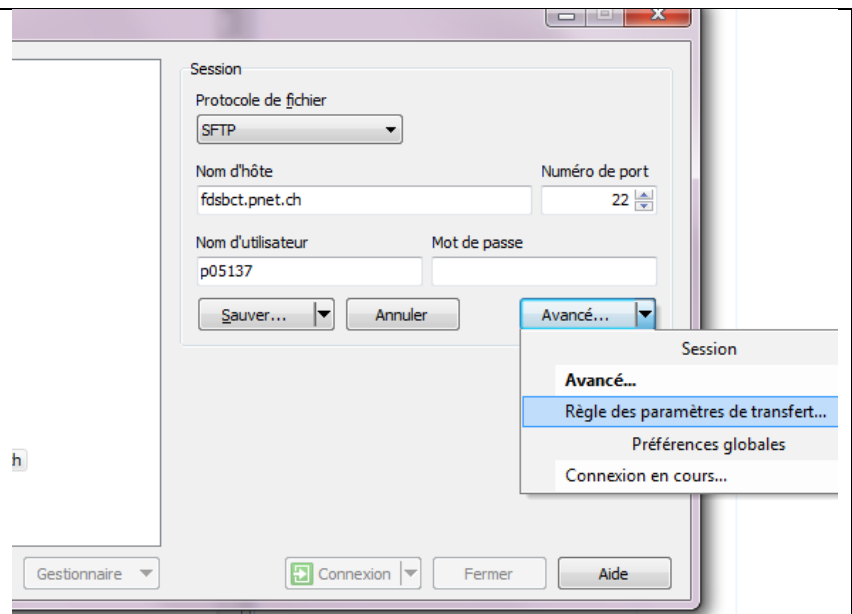 Session
Protocole de fichier
SFTP
Nom d'hôte
Numéro de port
fdsbct.pnet.ch
22
Nom d'utilisateur
Mot de passe
p05137
Sauver...
Annuler
Avancé...
Session
Avancé...
Règle des paramètres de transfert...
Préférences globales
Connexion en cours...
h
Gestionnaire
Connexion
Fermer
Aide